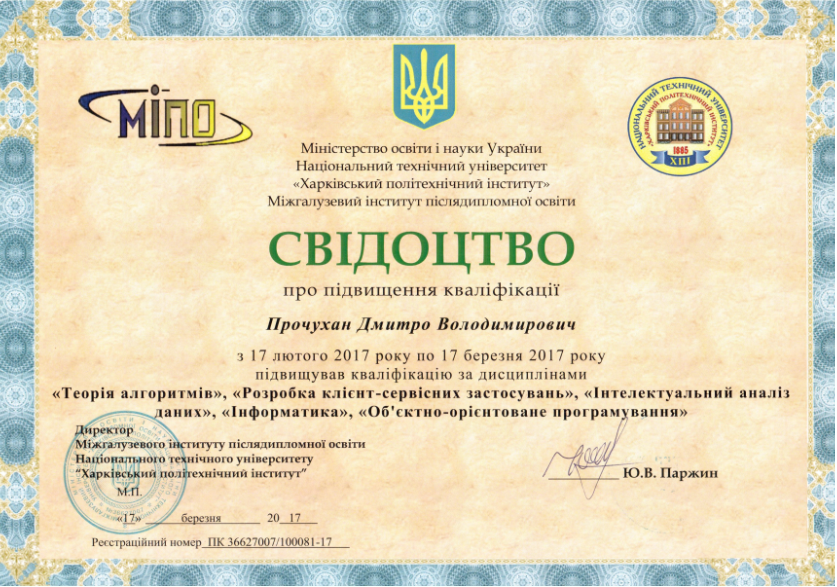 МІПО
НАЦІОНАЛЬНИЙ ТЕХНІЧНИЙ УНІВЕРСИТЕТ
«ХАРКІВСЬКИЙ ПОЛІТЕХНІЧНИЙ ІНСТИТУТ»
1885
ХПІ
Міністерство освіти і науки України
Національний технічний університет
«Харківський політехнічний інститут»
Міжгалузевий інститут післядипломної освіти
СВІДОЦТВО
про підвищення кваліфікації
Прочухан Дмитро Володимирович
з 17 лютого 2017 року по 17 березня 2017 року
підвищував кваліфікацію за дисциплінами
«Теорія алгоритмів», «Розробка клієнт-сервісних застосувань», «Інтелектуальний аналіз
даних», «Інформатика», «Об'єктно-орієнтоване програмування»
Директор
Міжгалузевого інституту післядипломної освіти
Національного технічного університету
"Харківський політехнічний інститут"
М.П.
Ю.В. Паржин
«17» березня 20 17
Реєстраційний номер ПК 36627007/100081-17